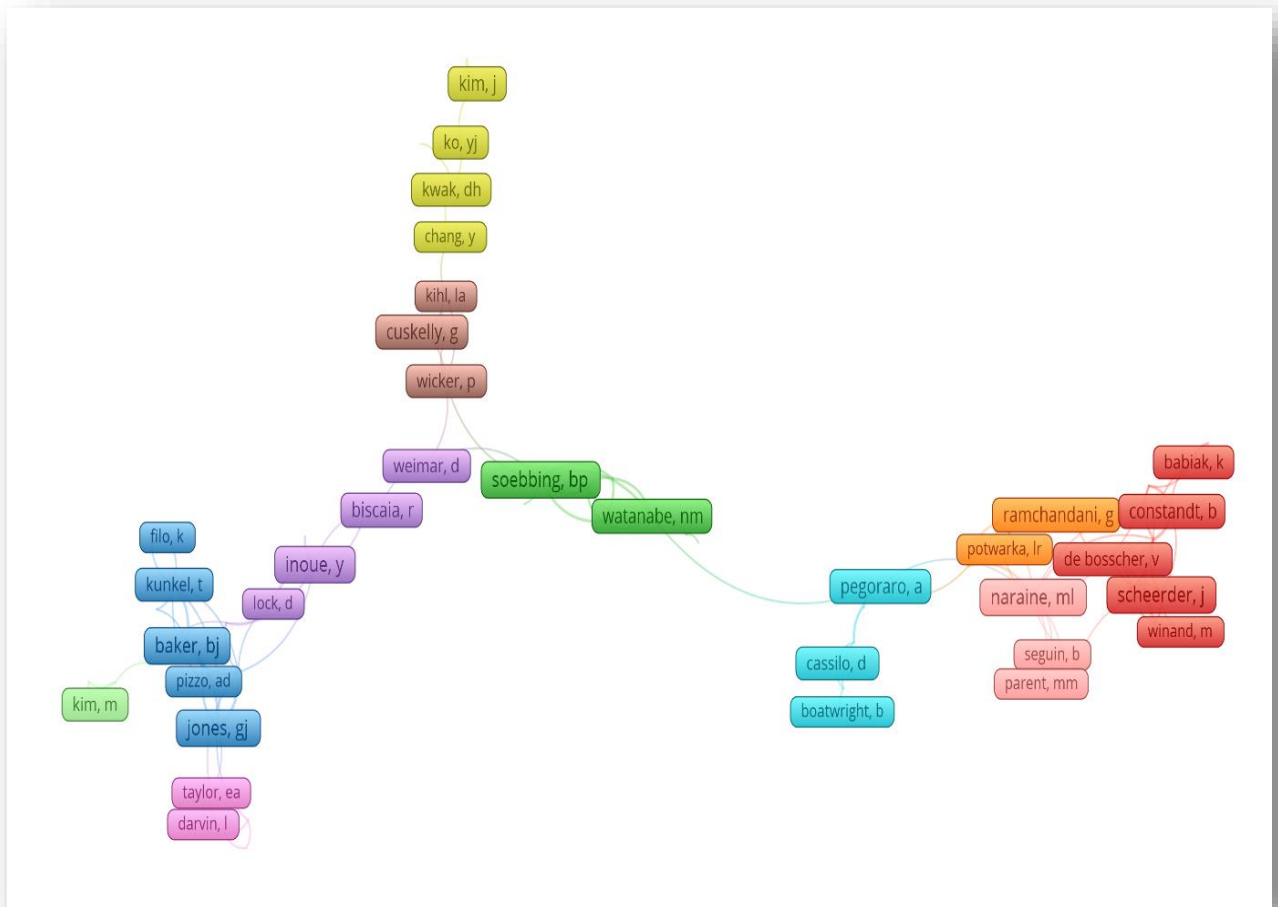 kim, j
ko, yj
kwak, dh
chang, y
kihl, la
cuskelly, g
wicker, p
weimar, d
soebbing, bp
biscaia, r
watanabe, nm
filo, k
inoue, y
kunkel, t
lock, d
baker, bj
pizzo, ad
kim, m
jones, gj
taylor, ea
darvin, l
babiak, k
ramchandani, g
constandt, b
potwarka, lr
de bosscher, v
pegoraro, a
naraine, ml
scheerder, j
winand, m
cassilo, d
seguin, b
parent, mm
boatwright, b